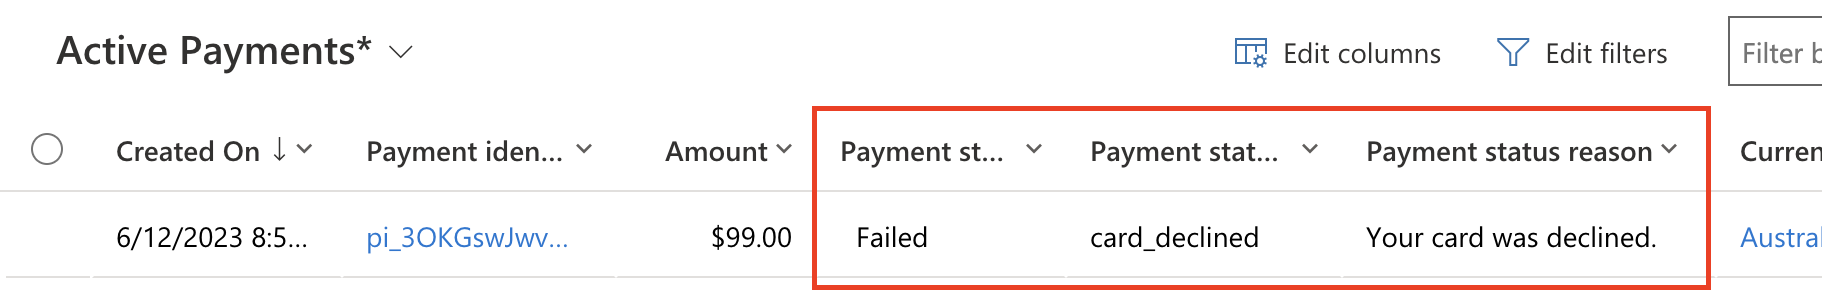 Active Payments*
Edit columns
Edit filters
Filter b
Created On
Payment iden...
Amount
Payment st...
Payment stat...
Payment status reason
Curren
6/12/2023 8:5...
pi_3OKGswJwv...
$99.00
Failed
card_declined
Your card was declined.
Austral